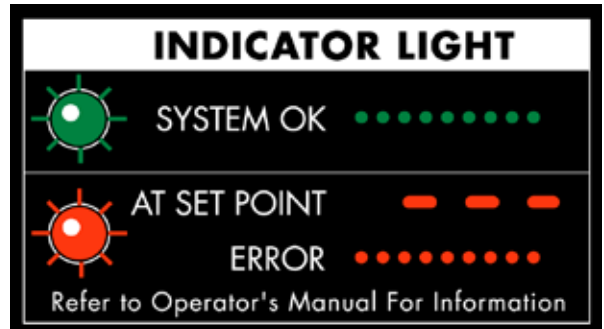 INDICATOR LIGHT
SYSTEM OK
AT SET POINT
ERROR
Refer to Operator's Manual For Information